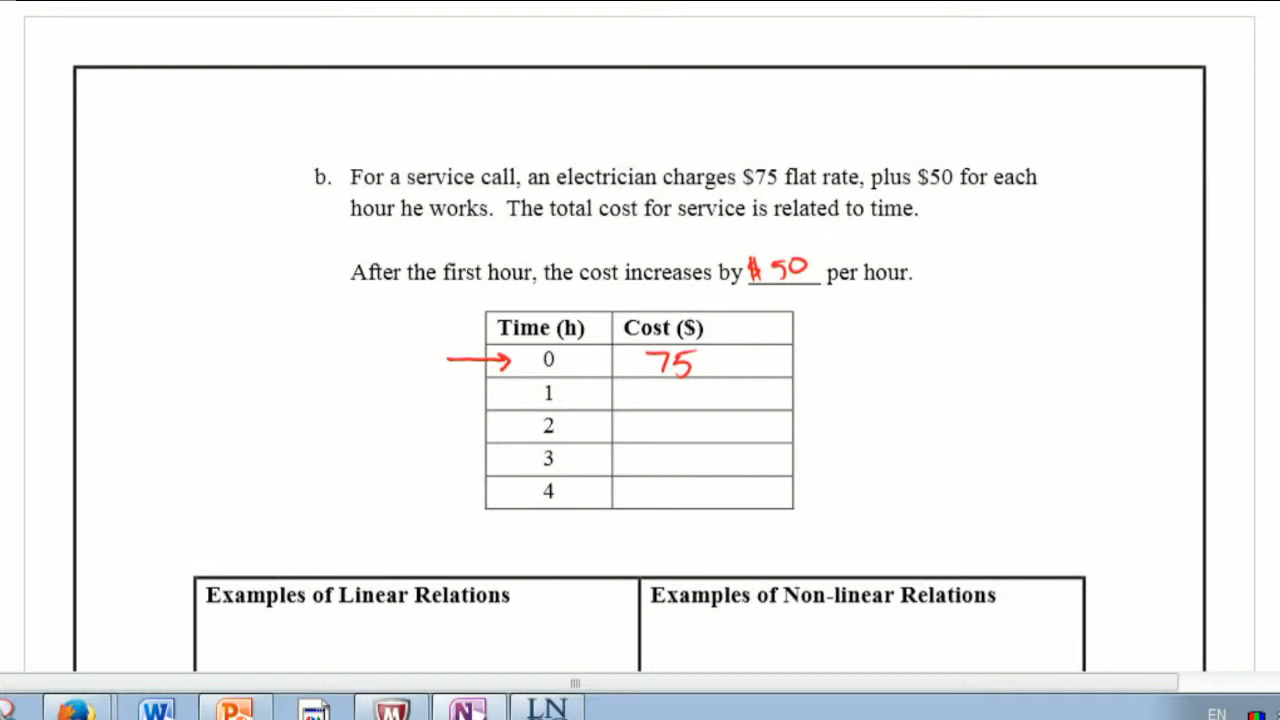 b. For a service call, an electrician charges $75 flat rate, plus $50 for each
hour he works. The total cost for service is related to time.
After the first hour, the cost increases by $ 50 per hour.
Time (h) Cost ($)
0 75
1
2
3
4
Examples of Linear Relations Examples of Non-linear Relations
W P N LN EN